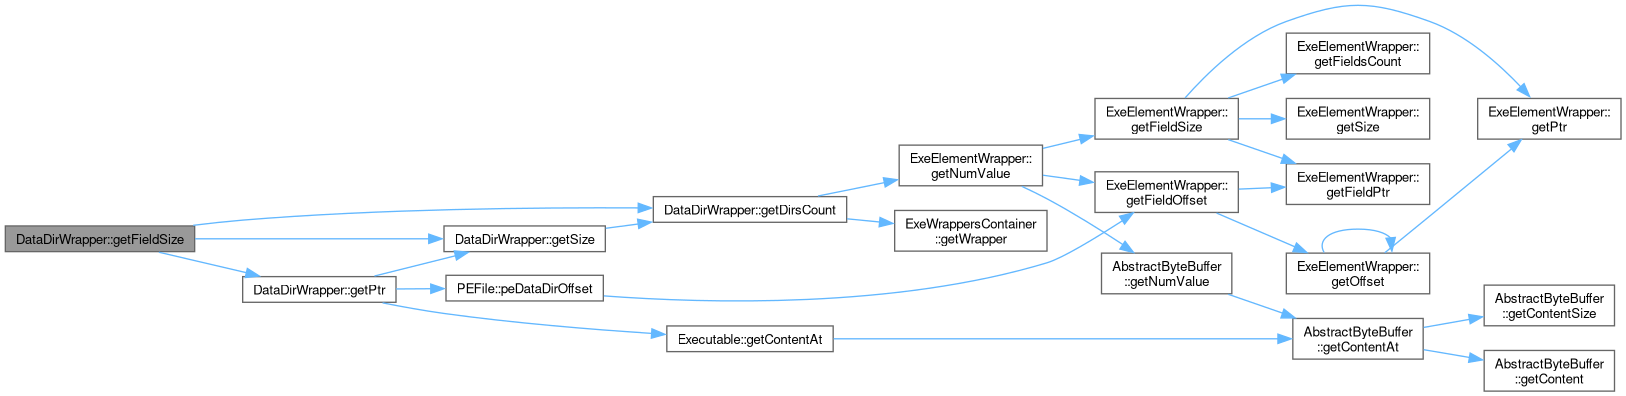 DataDirWrapper::getFieldSize
DataDirWrapper::getPtr
DataDirWrapper::getSize
PEFile::peDataDirOffset
DataDirWrapper::getDirsCount
Executable::getContentAt
ExeElementWrapper::
getNumValue
ExeWrappersContainer
::getWrapper
ExeElementWrapper::
getFieldSize
ExeElementWrapper::
getFieldOffset
AbstractByteBuffer
::getNumValue
ExeElementWrapper::
getFieldsCount
ExeElementWrapper::
getSize
ExeElementWrapper::
getFieldPtr
ExeElementWrapper::
getOffset
AbstractByteBuffer
::getContentAt
ExeElementWrapper::
getPtr
AbstractByteBuffer
::getContentSize
AbstractByteBuffer
::getContent